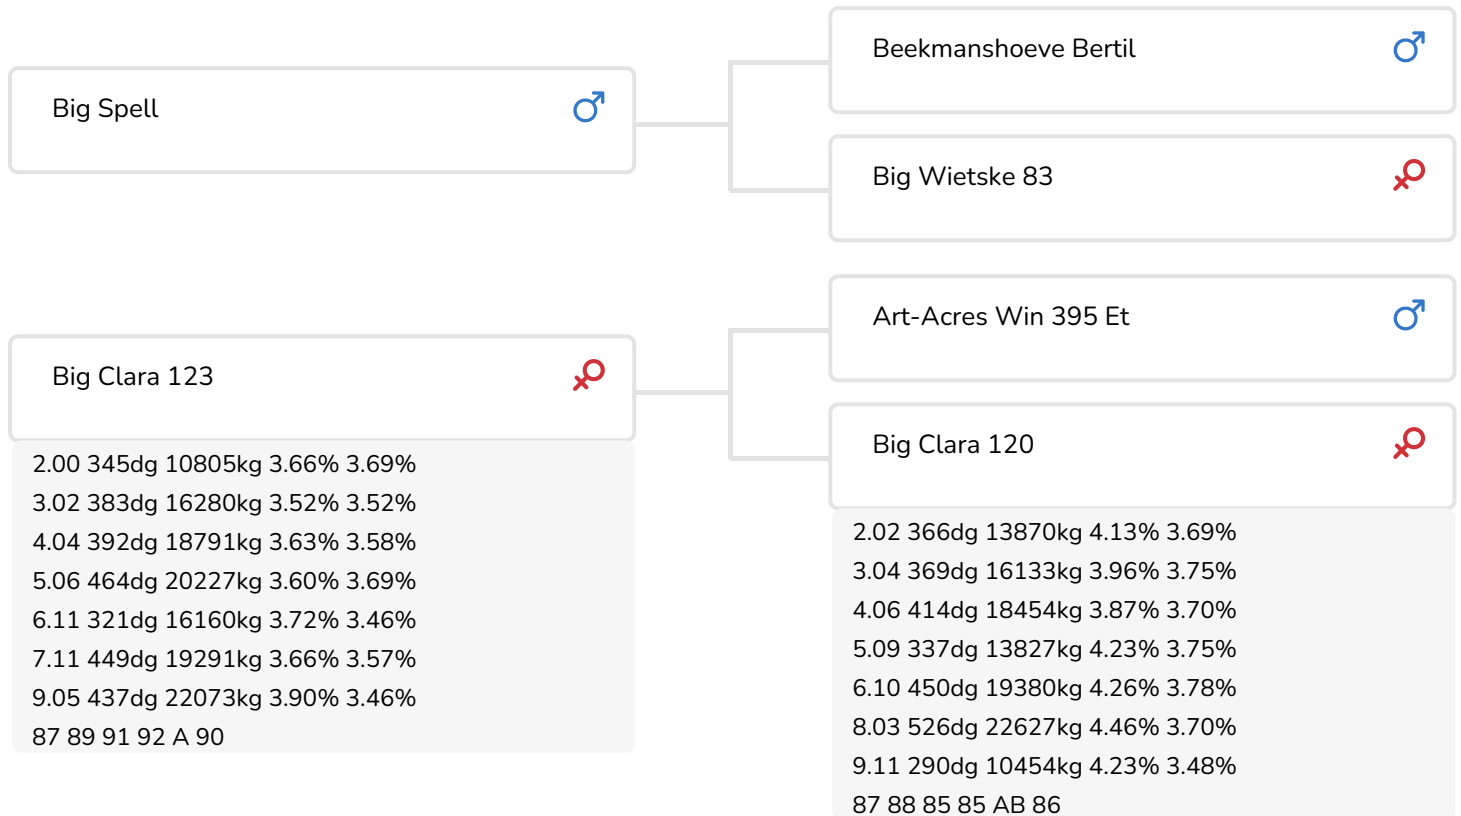 Big Spell
Beekmanshoeve Bertil
Big Wietske 83
Big Clara 123
2.00 345dg 10805kg 3.66% 3.69%
3.02 383dg 16280kg 3.52% 3.52%
4.04 392dg 18791kg 3.63% 3.58%
5.06 464dg 20227kg 3.60% 3.69%
6.11 321dg 16160kg 3.72% 3.46%
7.11 449dg 19291kg 3.66% 3.57%
9.05 437dg 22073kg 3.90% 3.46%
87 89 91 92 A 90
Art-Acres Win 395 Et
Big Clara 120
2.02 366dg 13870kg 4.13% 3.69%
3.04 369dg 16133kg 3.96% 3.75%
4.06 414dg 18454kg 3.87% 3.70%
5.09 337dg 13827kg 4.23% 3.75%
6.10 450dg 19380kg 4.26% 3.78%
8.03 526dg 22627kg 4.46% 3.70%
9.11 290dg 10454kg 4.23% 3.48%
87 88 85 85 AB 86